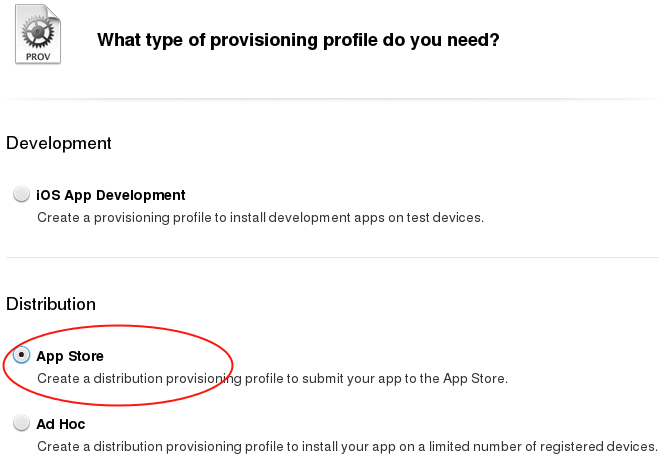 PROV
What type of provisioning profile do you need?
Development
iOS App Development
Create a provisioning profile to install development apps on test devices.
Distribution
App Store
Create a distribution provisioning profile to submit your app to the App Store.
Ad Hoc
Create a distribution provisioning profile to install your app on a limited number of registered devices.